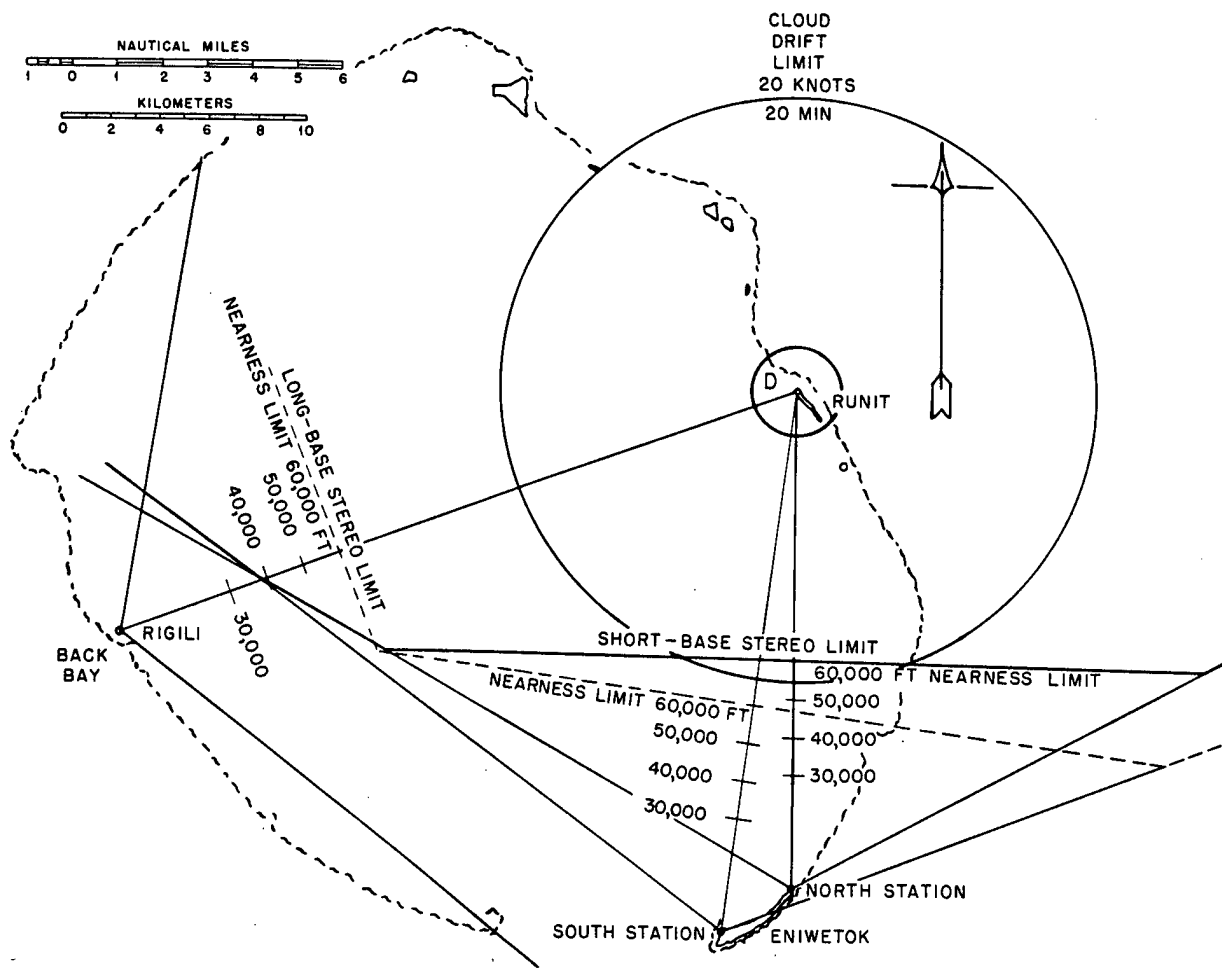 NAUTICAL MILES
1 0 1 2 3 4 5 6
KILOMETERS
0 2 4 6 8 10
CLOUD
DRIFT
LIMIT
20 KNOTS
20 MIN
D
RUNIT
LONG-BASE STEREO LIMIT
NEARNESS LIMIT 60,000 FT
50,000
40,000
30,000
RIGILI
BACK
BAY
SHORT-BASE STEREO LIMIT
60,000 FT NEARNESS LIMIT
NEARNESS LIMIT 60,000 FT
50,000
50,000
40,000
40,000
30,000
30,000
NORTH STATION
SOUTH STATION
ENIWETOK